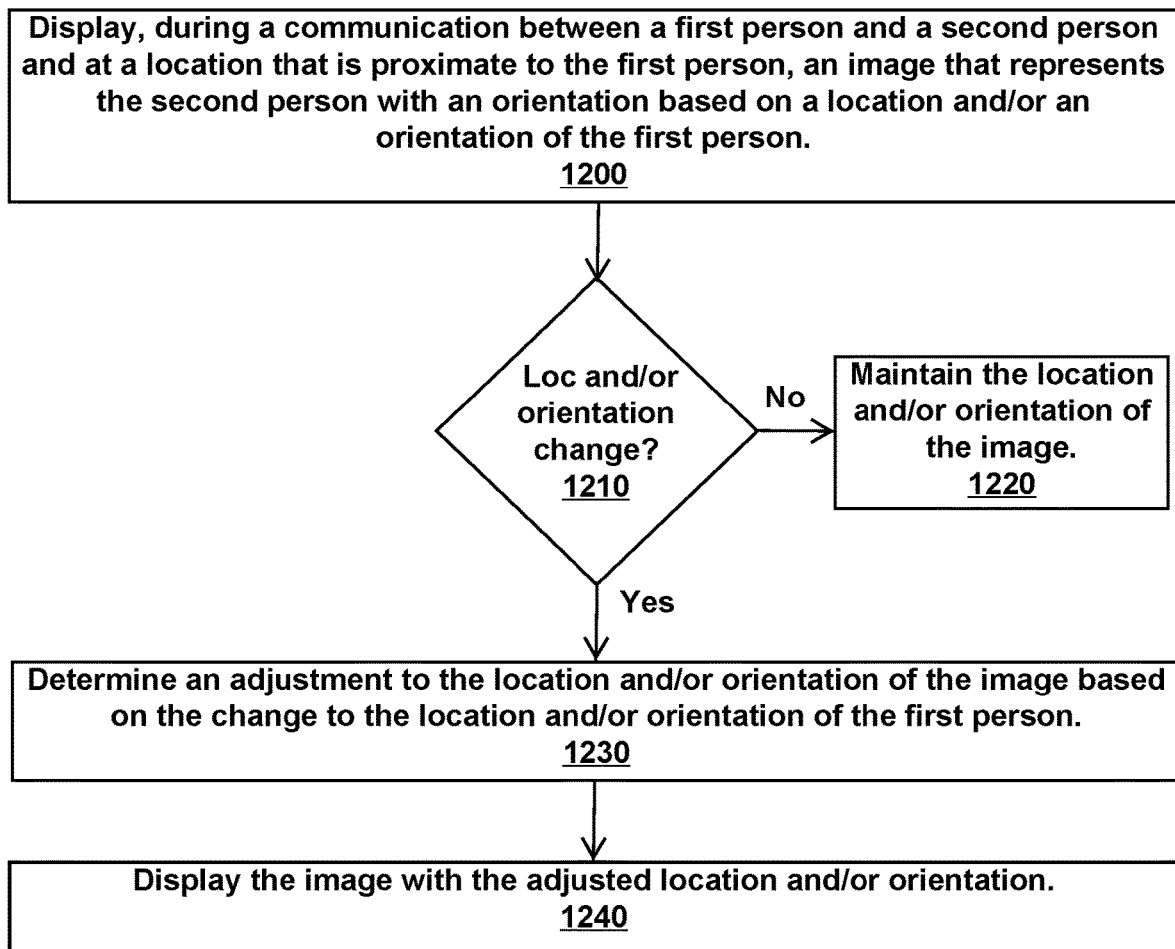 Display, during a communication between a first person and a second person
and at a location that is proximate to the first person, an image that represents
the second person with an orientation based on a location and/or an
orientation of the first person.
1200
Loc and/or
orientation
change?
1210
No
Maintain the location
and/or orientation of
the image.
1220
Yes
Determine an adjustment to the location and/or orientation of the image based
on the change to the location and/or orientation of the first person.
1230
Display the image with the adjusted location and/or orientation.
1240